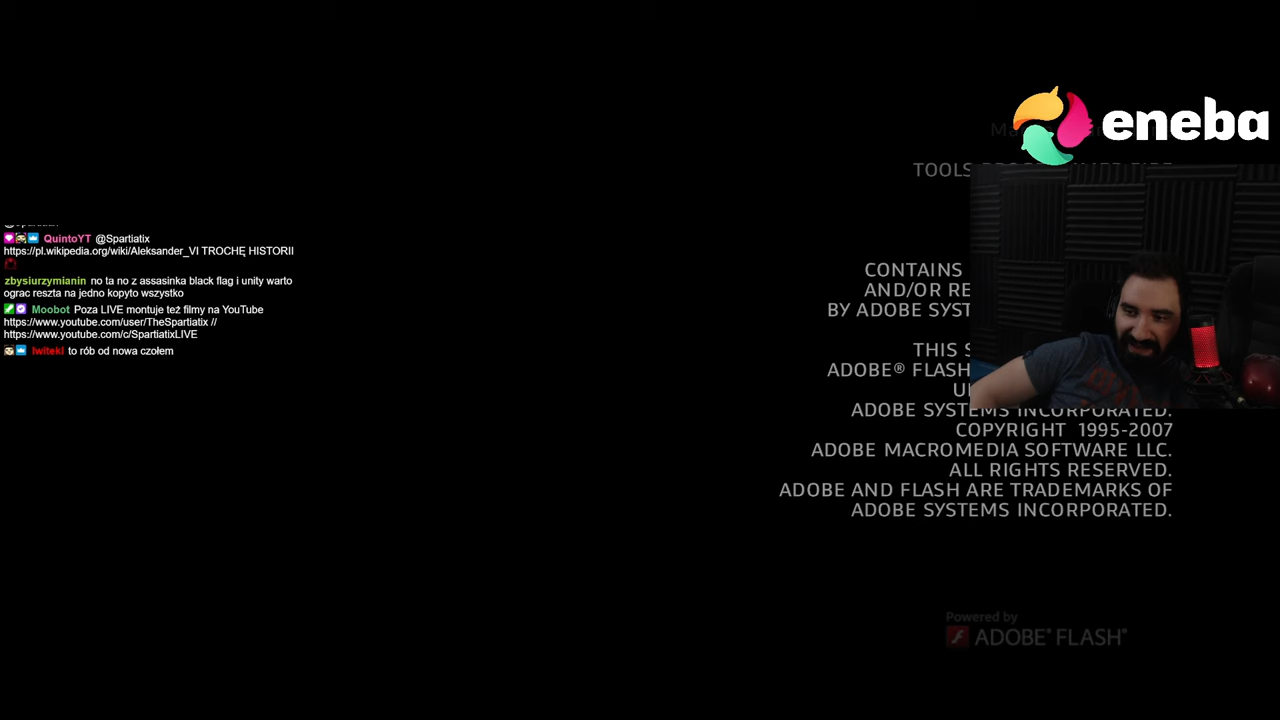 QuintoYT @Spartiatix
https://pl.wikipedia.org/wiki/Aleksander_VI TROCHĘ HISTORII
zbysiurzymianin no ta no z assasinka black flag i unity warto
ograc reszta na jedno kopyto wszystko
Moobot Poza LIVE montuje też filmy na YouTube
https://www.youtube.com/user/TheSpartiatix //
https://www.youtube.com/c/SpartiatixLIVE
lwiteki to rób od nowa czołem
eneba
TOOLS
CONTAINS
AND/OR
BY ADOBE
THIS
ADOBE® FLASH
ADOBE SYSTEMS INCORPORATED.
COPYRIGHT 1995-2007
ADOBE MACROMEDIA SOFTWARE LLC.
ALL RIGHTS RESERVED.
ADOBE AND FLASH ARE TRADEMARKS OF
ADOBE SYSTEMS INCORPORATED.
Powered by
ADOBE® FLASH®